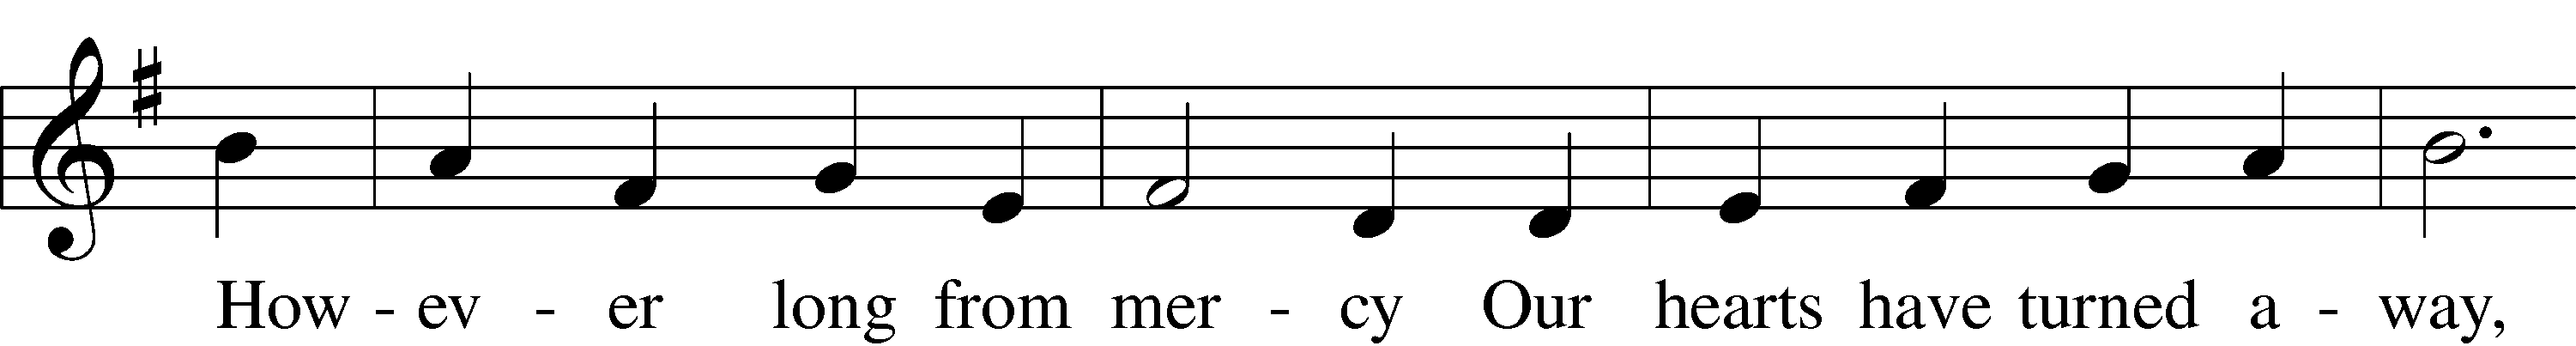 How - ev - er long from mer - cy Our hearts have turned a - way,